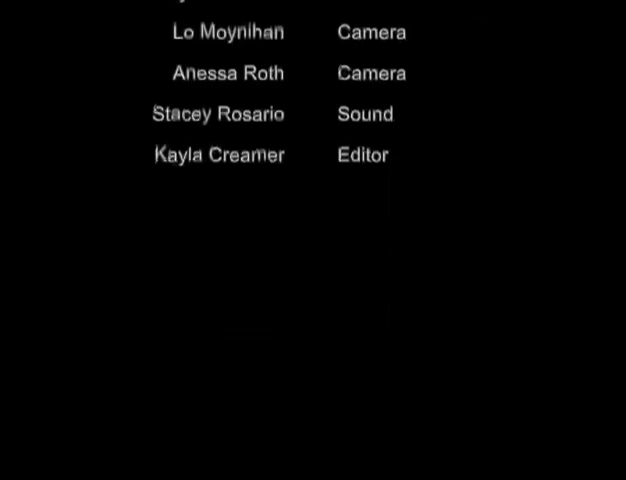 Lo Moynihan Camera
Anessa Roth Camera
Stacey Rosario Sound
Kayla Creamer Editor